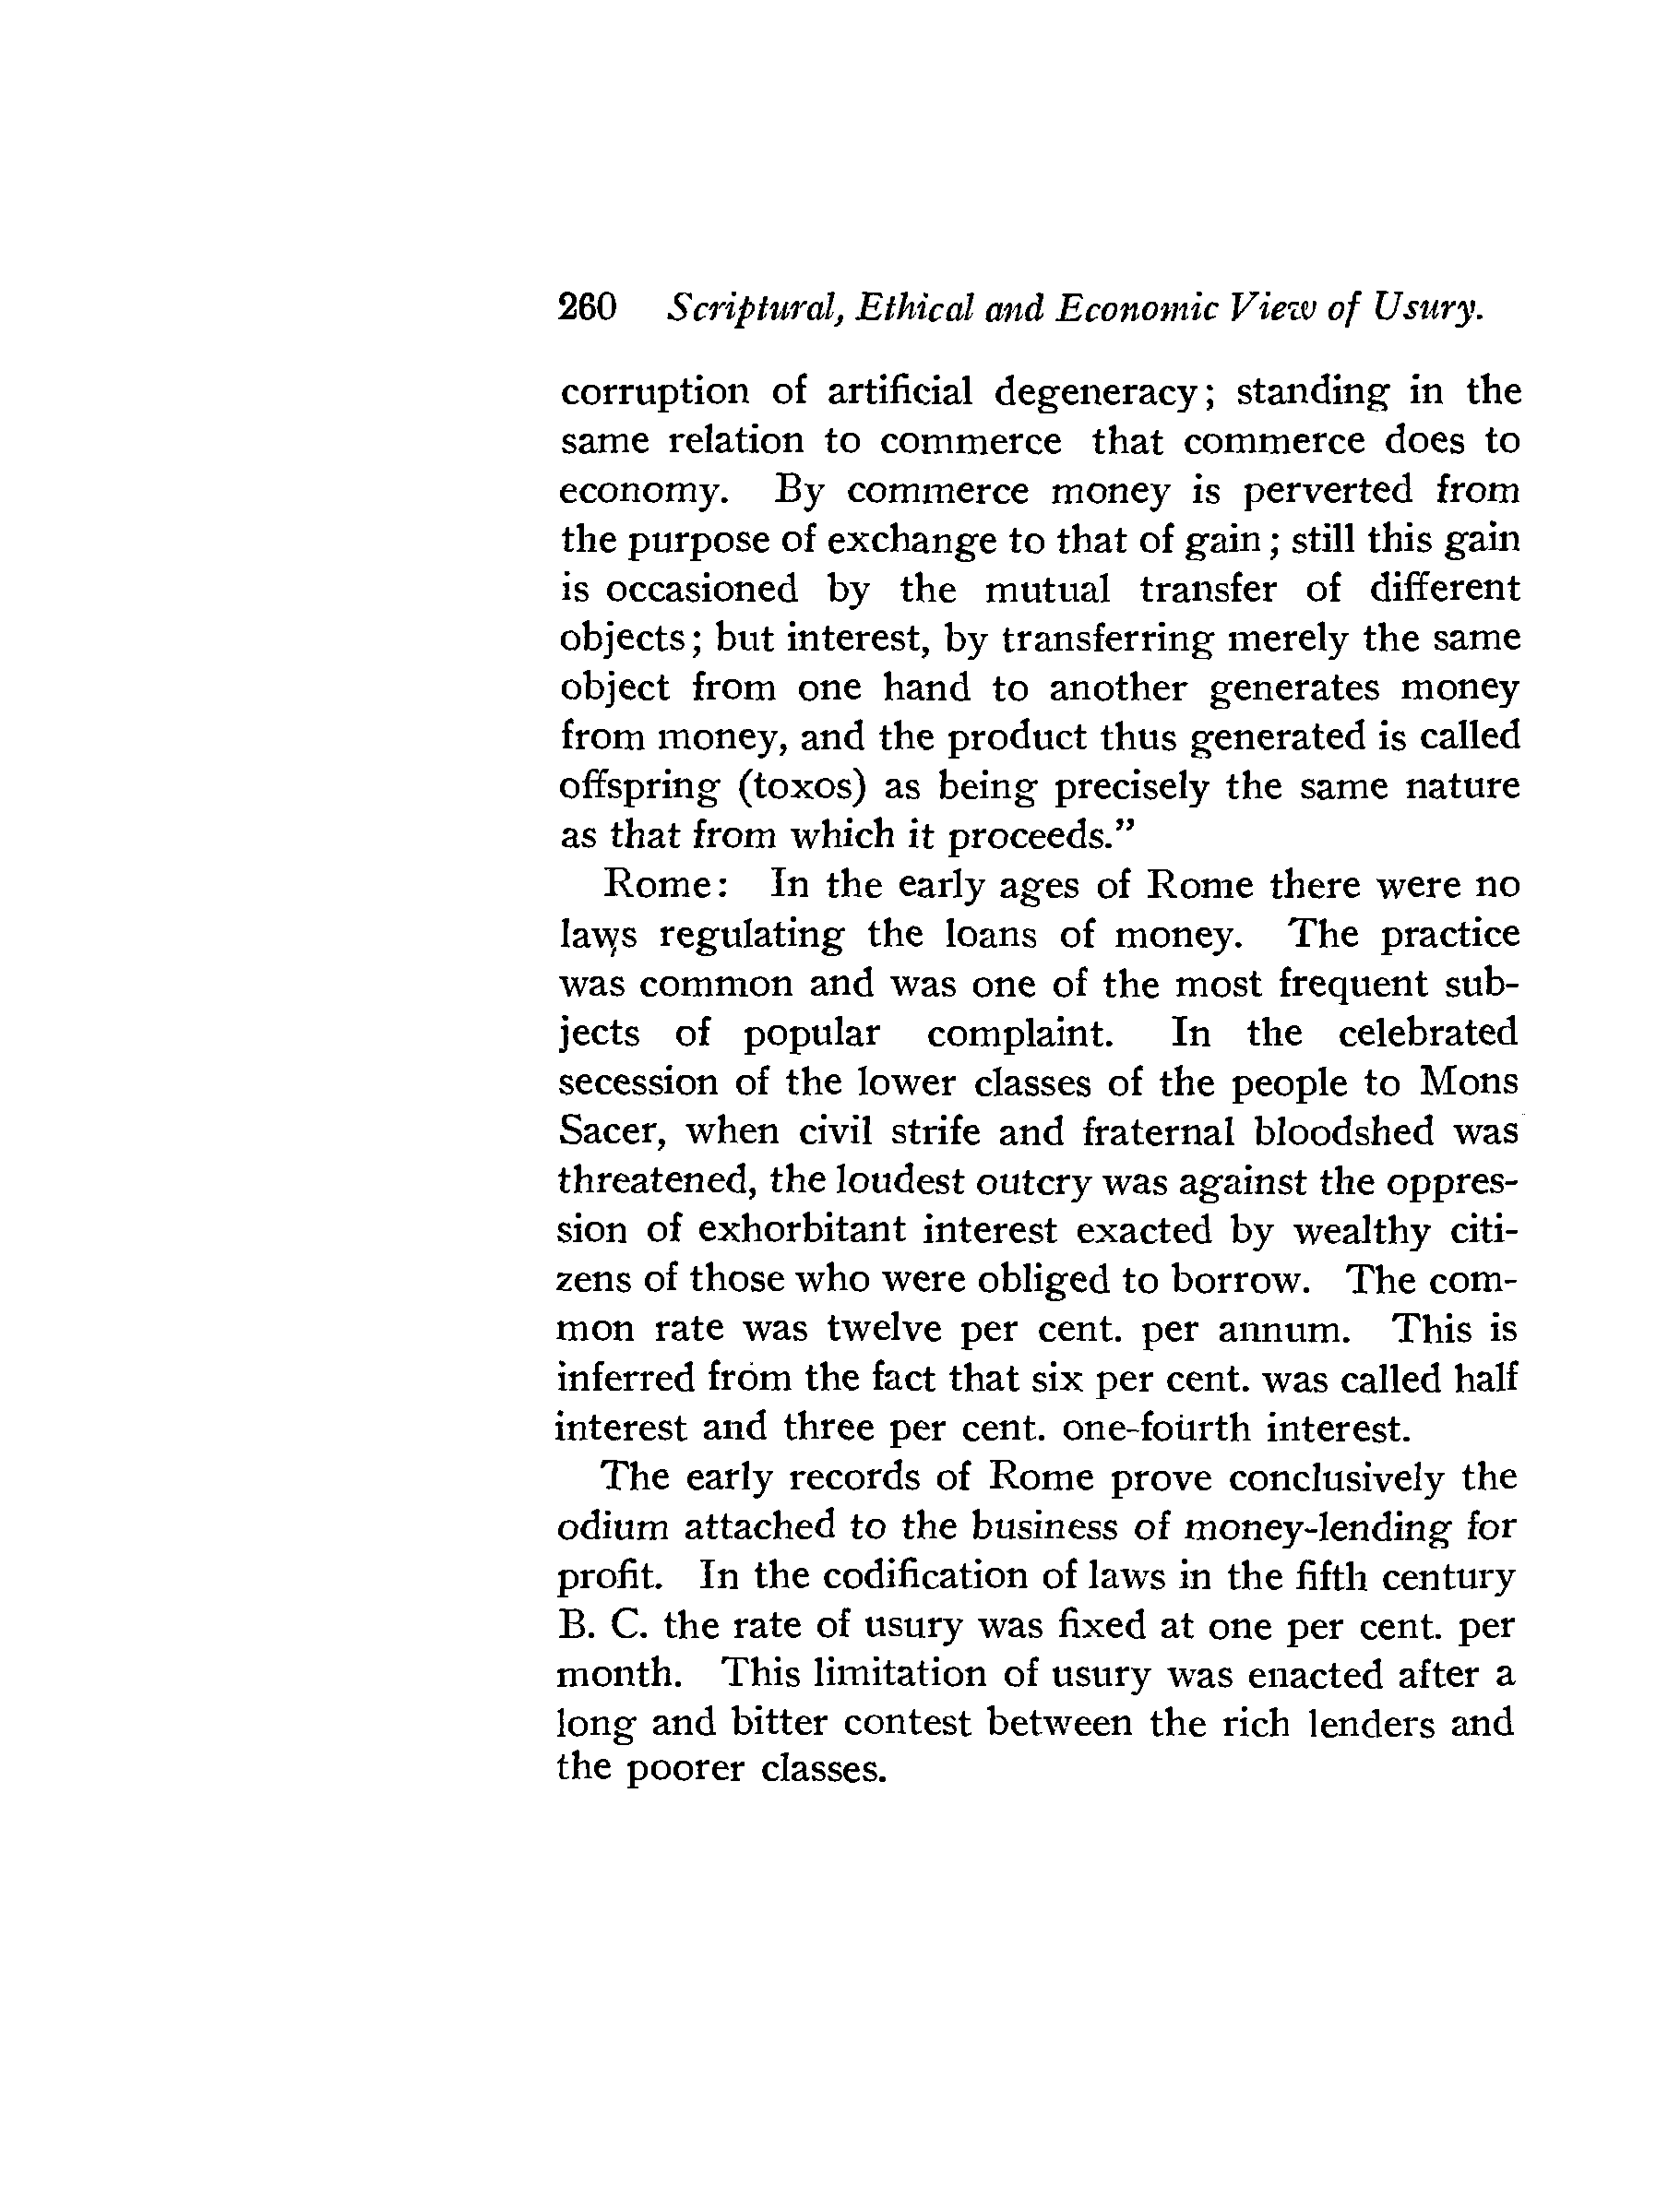 260 Scriptural, Ethical and Economic View of Usury.
corruption of artificial degeneracy; standing in the
same relation to commerce that commerce does to
economy. By commerce money is perverted from
the purpose of exchange to that of gain; still this gain
is occasioned by the mutual transfer of different
objects; but interest, by transferring merely the same
object from one hand to another generates money
from money, and the product thus generated is called
offspring (toxos) as being precisely the same nature
as that from which it proceeds.”
Rome: In the early ages of Rome there were no
laws regulating the loans of money. The practice
was common and was one of the most frequent sub-
jects of popular complaint. In the celebrated
secession of the lower classes of the people to Mons
Sacer, when civil strife and fraternal bloodshed was
threatened, the loudest outcry was against the oppres-
sion of exhorbitant interest exacted by wealthy citi-
zens of those who were obliged to borrow. The com-
mon rate was twelve per cent. per annum. This is
inferred from the fact that six per cent. was called half
interest and three per cent. one-fourth interest.
The early records of Rome prove conclusively the
odium attached to the business of money-lending for
profit. In the codification of laws in the fifth century
B. C. the rate of usury was fixed at one per cent. per
month. This limitation of usury was enacted after a
long and bitter contest between the rich lenders and
the poorer classes.